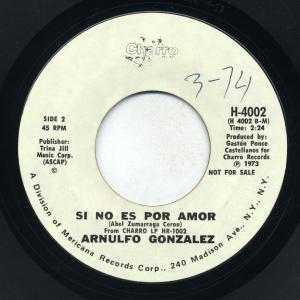 Charro
3-74
SIDE 2
45 RPM
Publisher:
Trina Jill
Music Corp.
(ASCAP)
H-4002
(H 4002 B-M)
Time: 2:24
Produced by:
Gastón Ponce
Castellanos for
Charro Records
℗ 1973
NOT FOR SALE
SI NO ES POR AMOR
(Abel Zumarraga Ceron)
From CHARRO LP HR-1002
ARNULFO GONZALEZ
A Division of Mericana Records Corp., 240 Madison Ave., N.Y., N.Y.